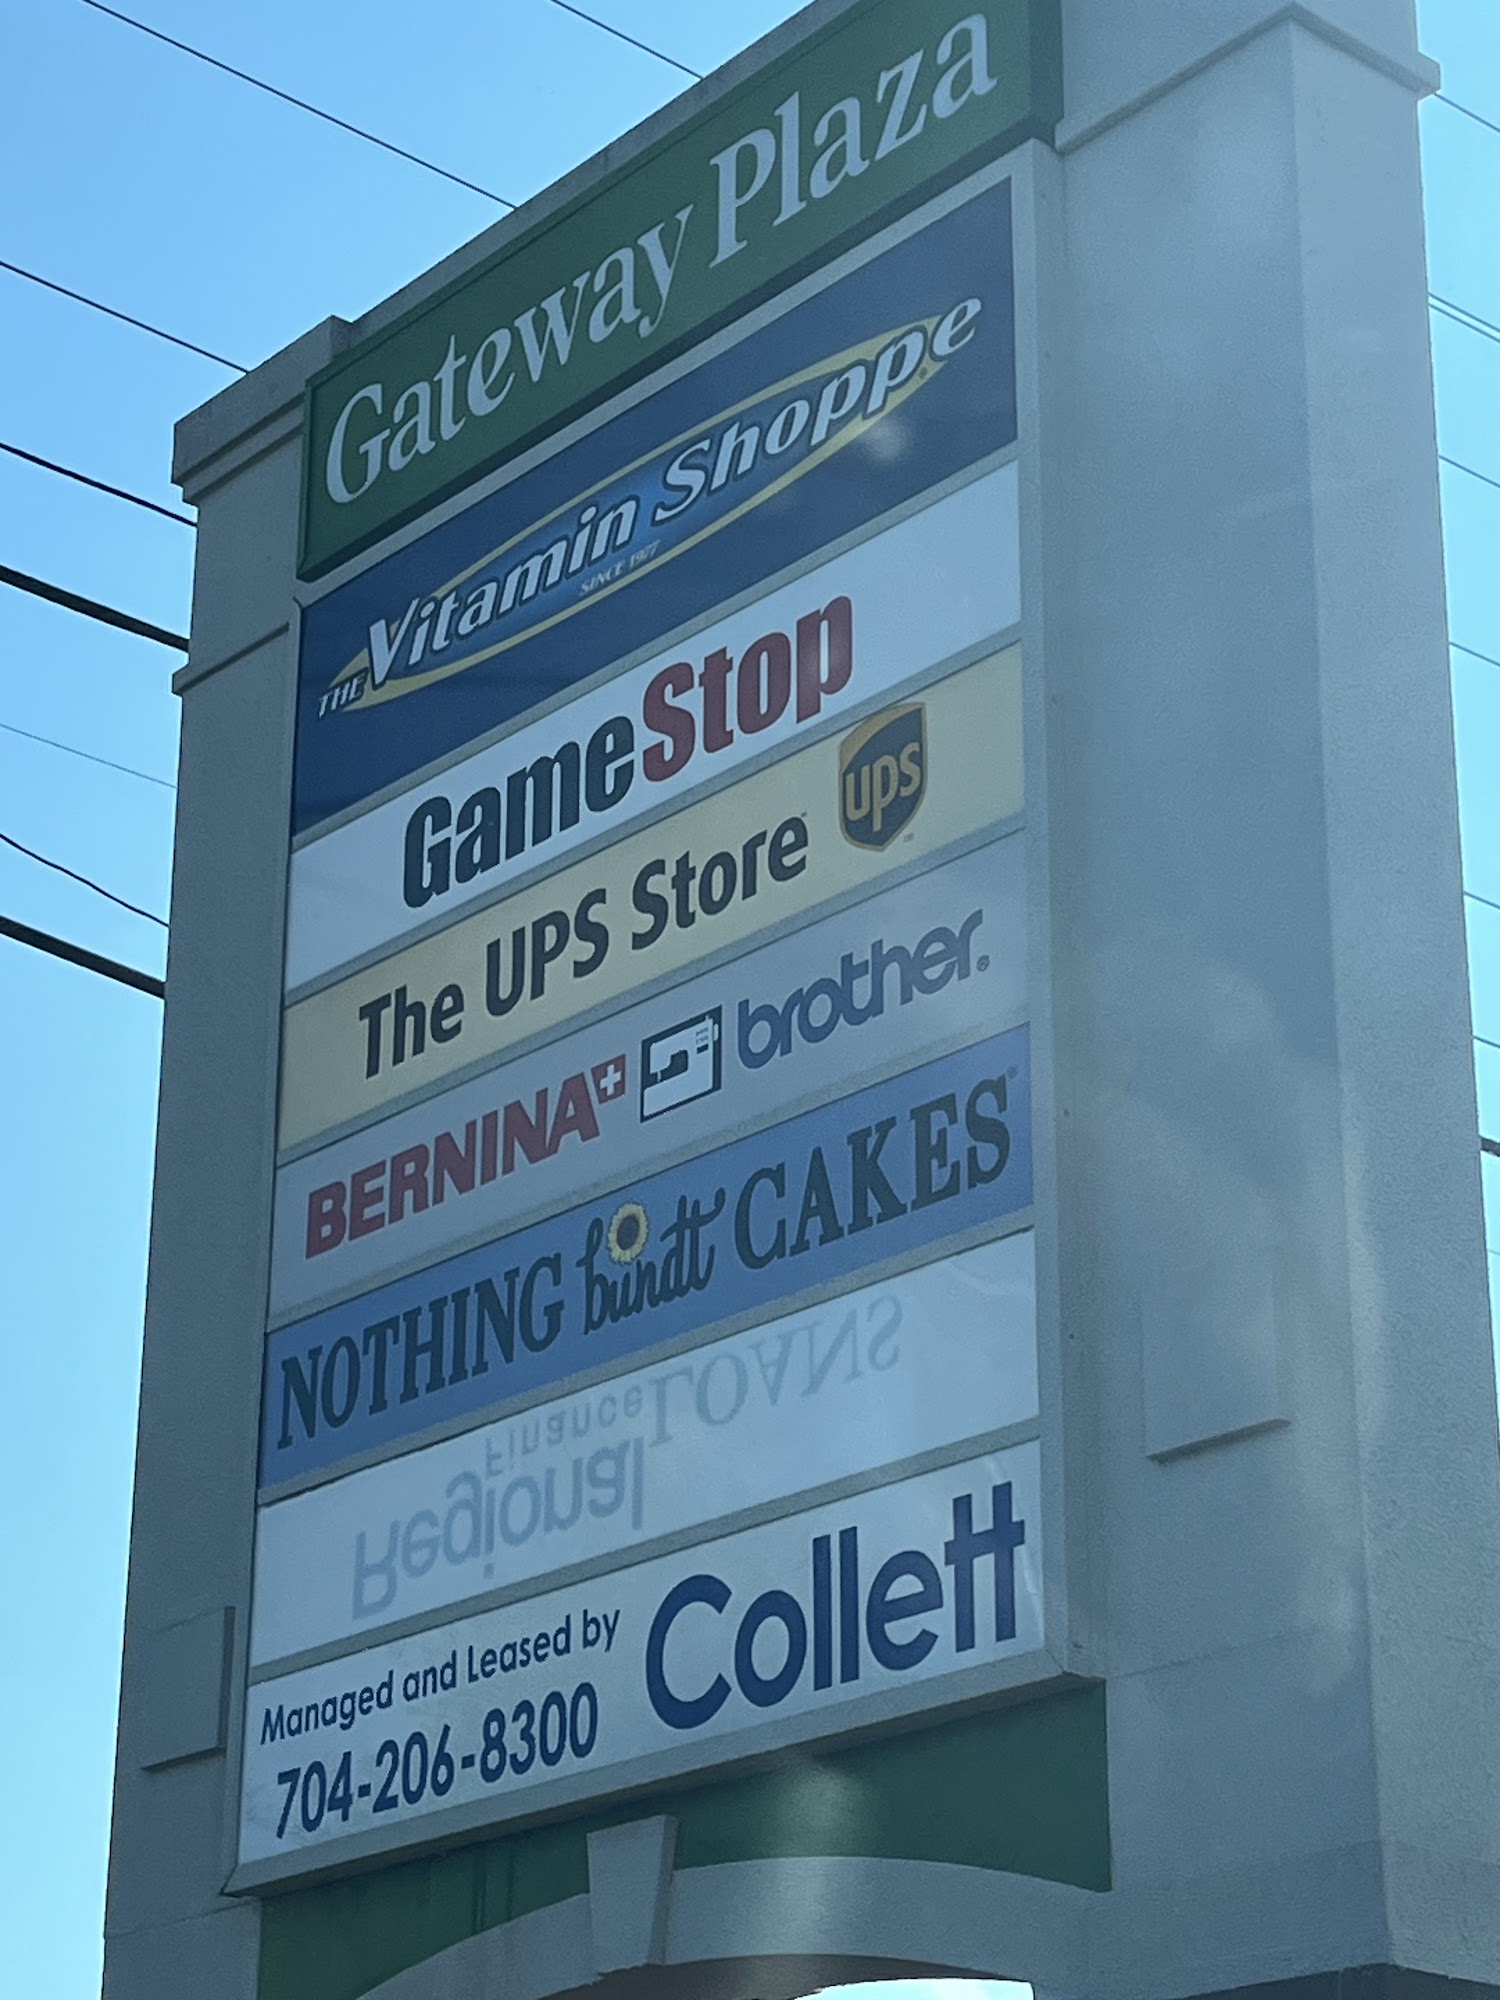 Gateway Plaza
THE Vitamin Shoppe
SINCE 1977
GameStop
The UPS Store ups
BERNINA brother
NOTHING bundt CAKES
Regional Finance LOANS
Managed and Leased by
704-206-8300
Collett